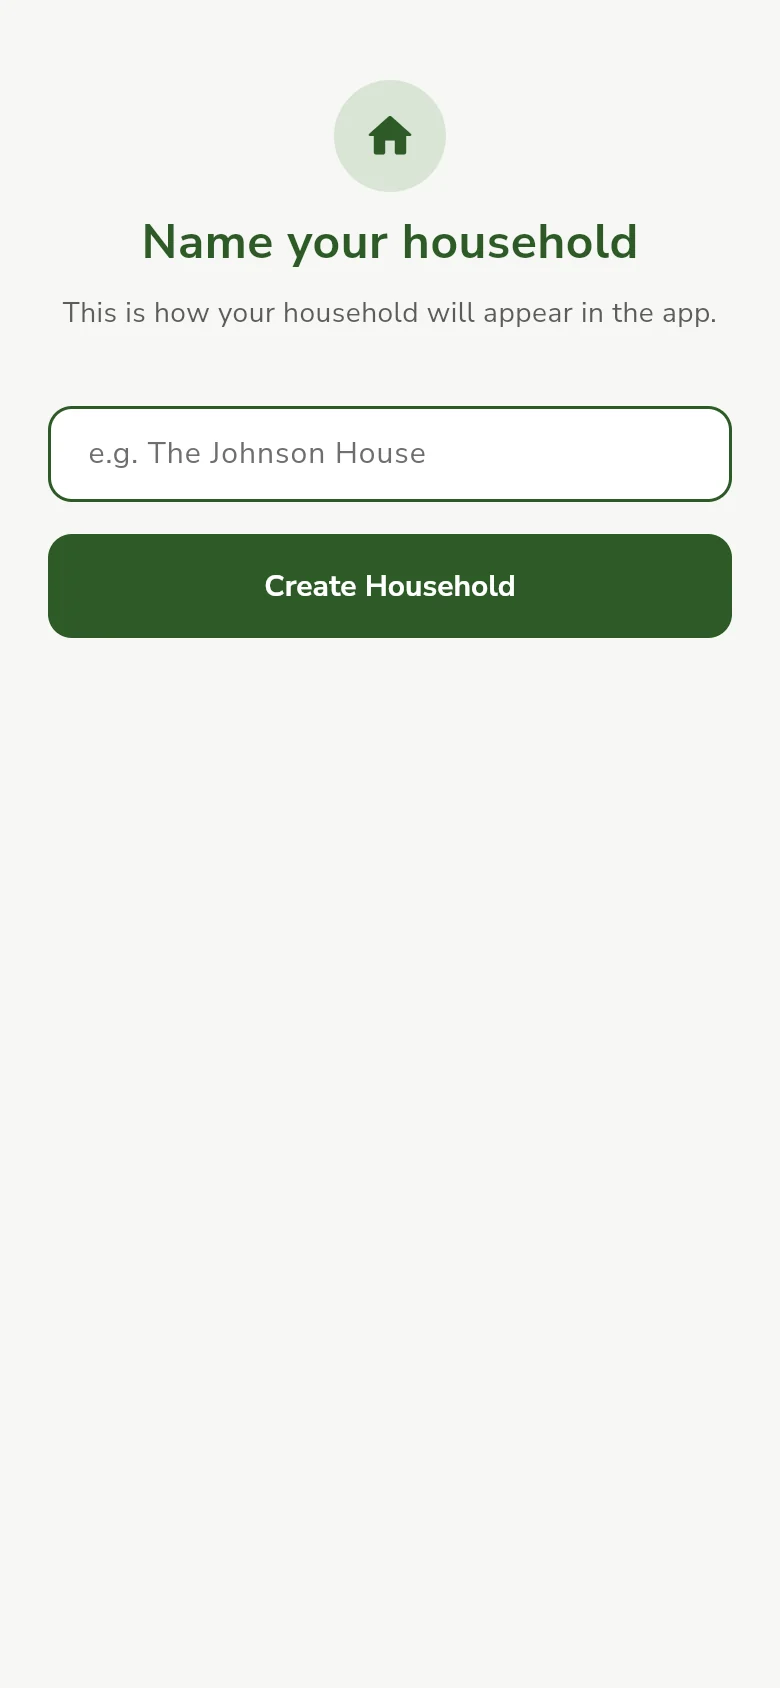 Name your household
This is how your household will appear in the app.
e.g. The Johnson House
Create Household